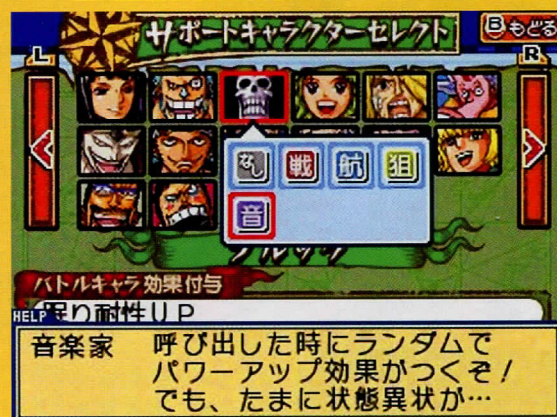 サポートキャラクターセレクト
Bもどる
L
R
なし 戦 航 狙
音
ブルック
バトルキャラ効果付与
眠り耐性UP
HELP
音楽家 呼び出した時にランダムで
パワーアップ効果がつくぞ!
でも、たまに状態異状が…